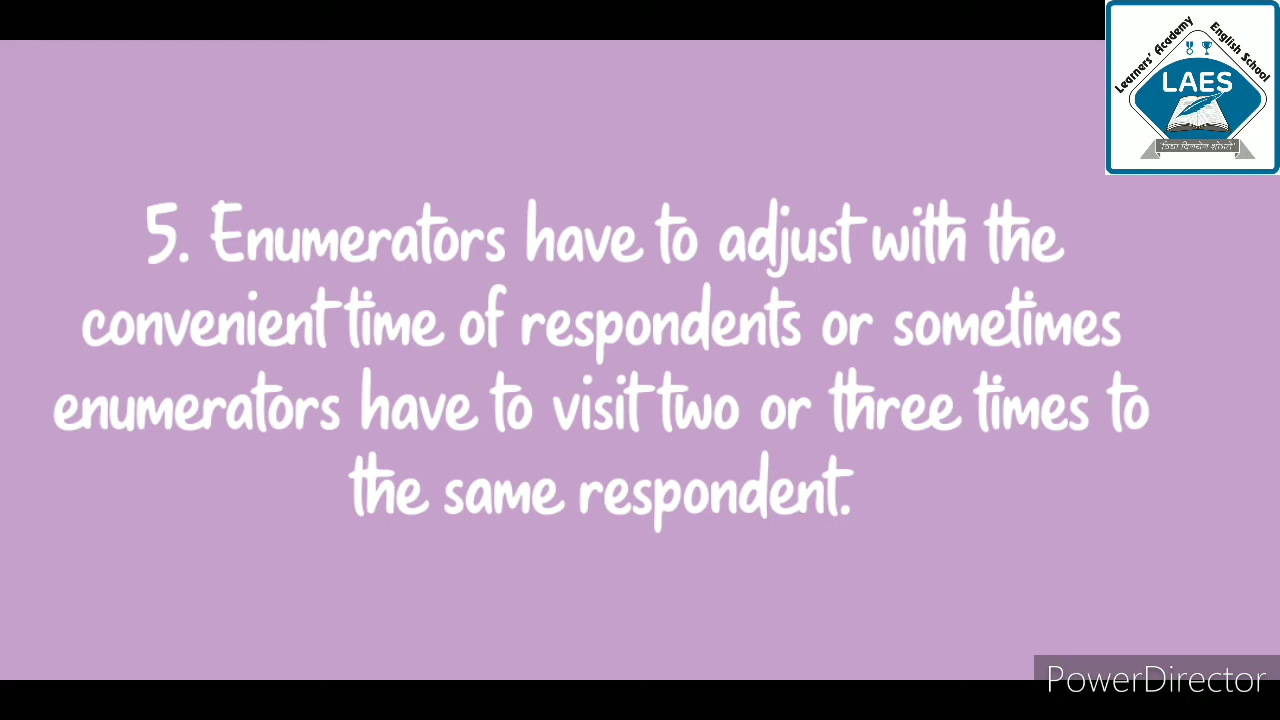 Learners' Academy English School
LAES
5. Enumerators have to adjust with the
convenient time of respondents or sometimes
enumerators have to visit two or three times to
the same respondent.
PowerDirector